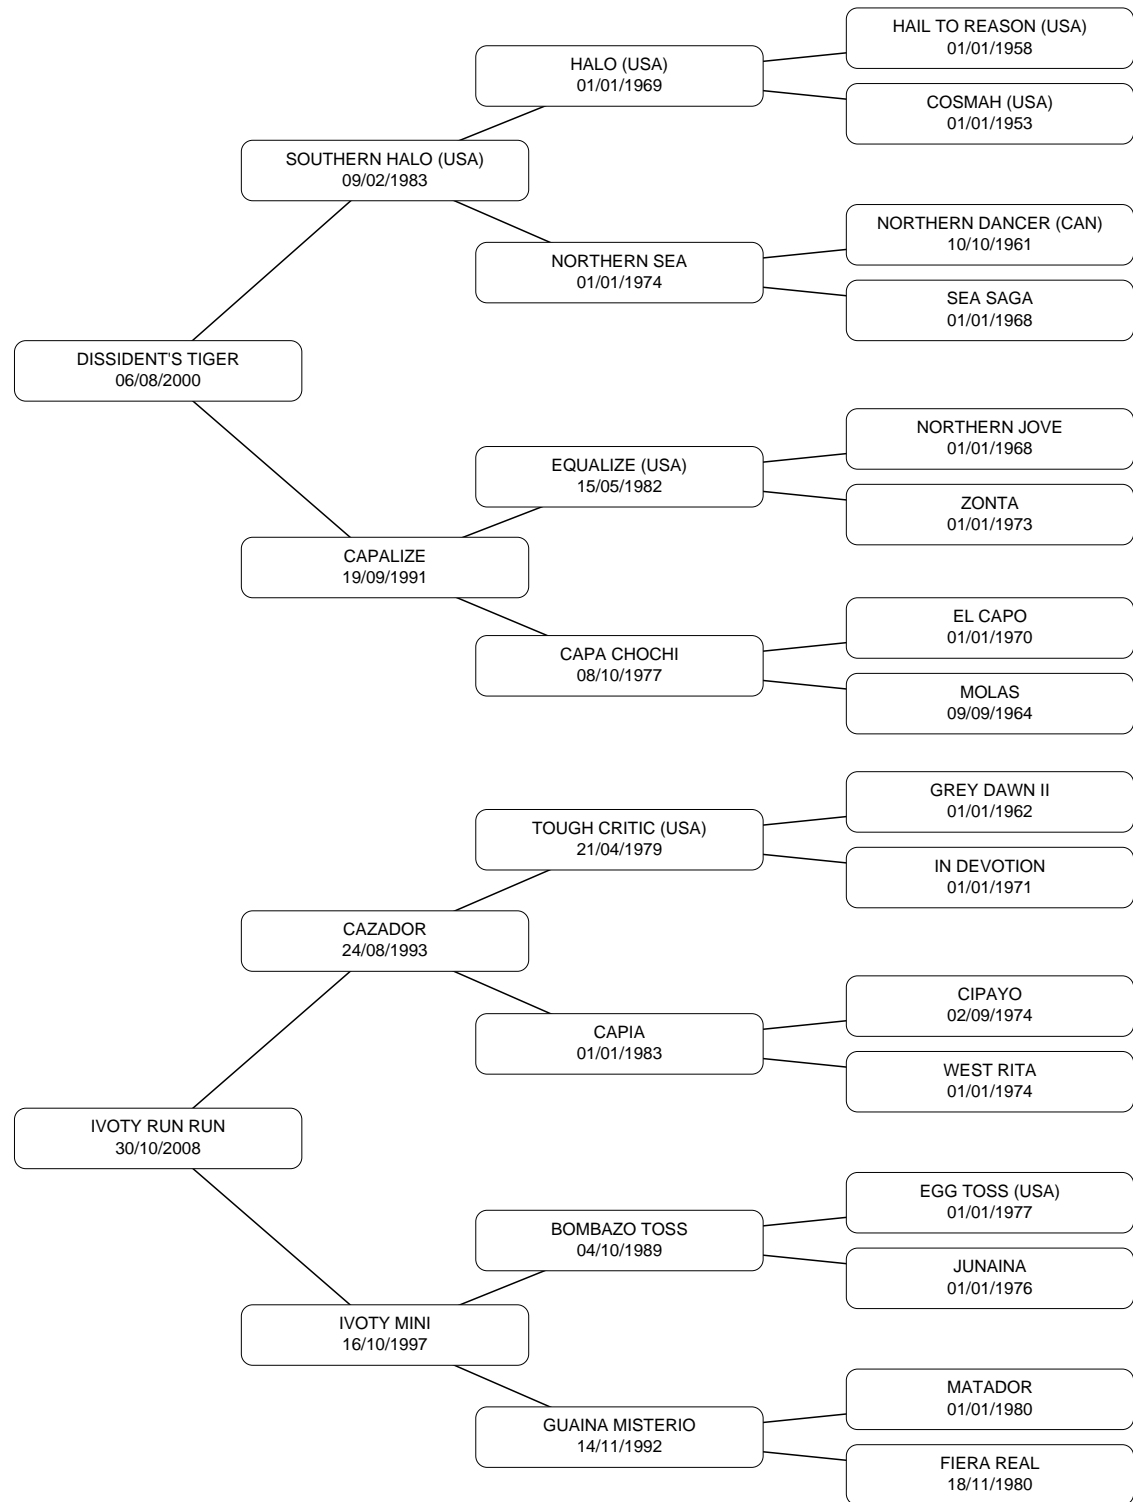 HAIL TO REASON (USA)
01/01/1958
HALO (USA)
01/01/1969
COSMAH (USA)
01/01/1953
SOUTHERN HALO (USA)
09/02/1983
NORTHERN DANCER (CAN)
10/10/1961
NORTHERN SEA
01/01/1974
SEA SAGA
01/01/1968
DISSIDENT'S TIGER
06/08/2000
NORTHERN JOVE
01/01/1968
EQUALIZE (USA)
15/05/1982
ZONTA
01/01/1973
CAPALIZE
19/09/1991
EL CAPO
01/01/1970
CAPA CHOCHI
08/10/1977
MOLAS
09/09/1964
GREY DAWN II
01/01/1962
TOUGH CRITIC (USA)
21/04/1979
IN DEVOTION
01/01/1971
CAZADOR
24/08/1993
CIPAYO
02/09/1974
CAPIA
01/01/1983
WEST RITA
01/01/1974
IVOTY RUN RUN
30/10/2008
EGG TOSS (USA)
01/01/1977
BOMBAZO TOSS
04/10/1989
JUNAINA
01/01/1976
IVOTY MINI
16/10/1997
MATADOR
01/01/1980
GUAINA MISTERIO
14/11/1992
FIERA REAL
18/11/1980